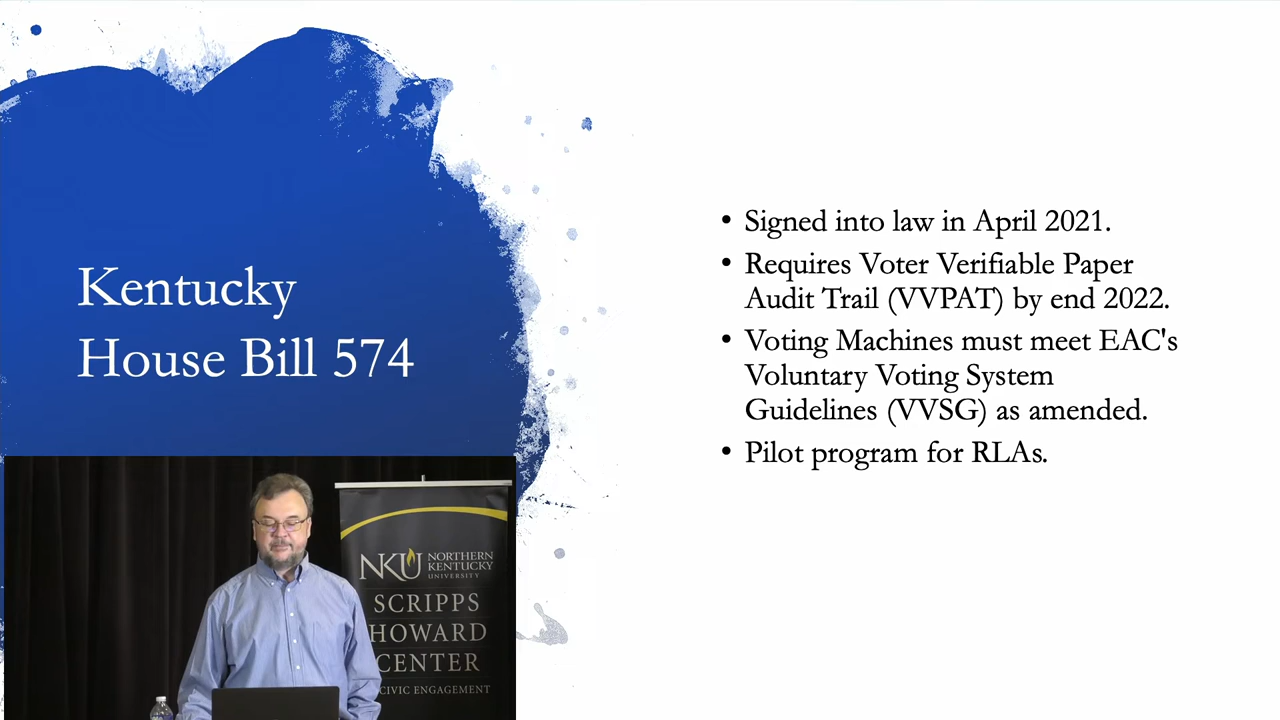 Kentucky
House Bill 574
• Signed into law in April 2021.
• Requires Voter Verifiable Paper
Audit Trail (VVPAT) by end 2022.
• Voting Machines must meet EAC's
Voluntary Voting System
Guidelines (VVSG) as amended.
• Pilot program for RLAs.
NKU NORTHERN
KENTUCKY
UNIVERSITY
SCRIPPS
HOWARD
CENTER
CIVIC ENGAGEMENT